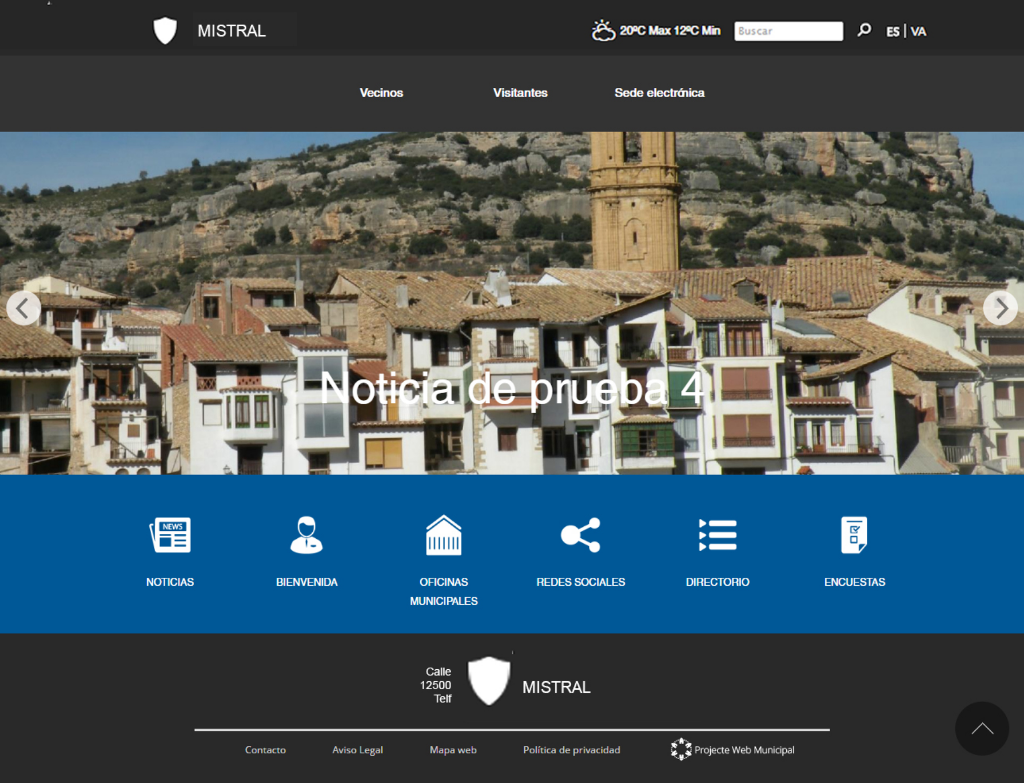 MISTRAL
20ºC Max 12ºC Min
Buscar
ES | VA
Vecinos
Visitantes
Sede electrónica
Noticia de prueba 4
NEWS
NOTICIAS
BIENVENIDA
OFICINAS
MUNICIPALES
REDES SOCIALES
DIRECTORIO
ENCUESTAS
Calle
12500
Telf
MISTRAL
Contacto
Aviso Legal
Mapa web
Política de privacidad
Projecte Web Municipal